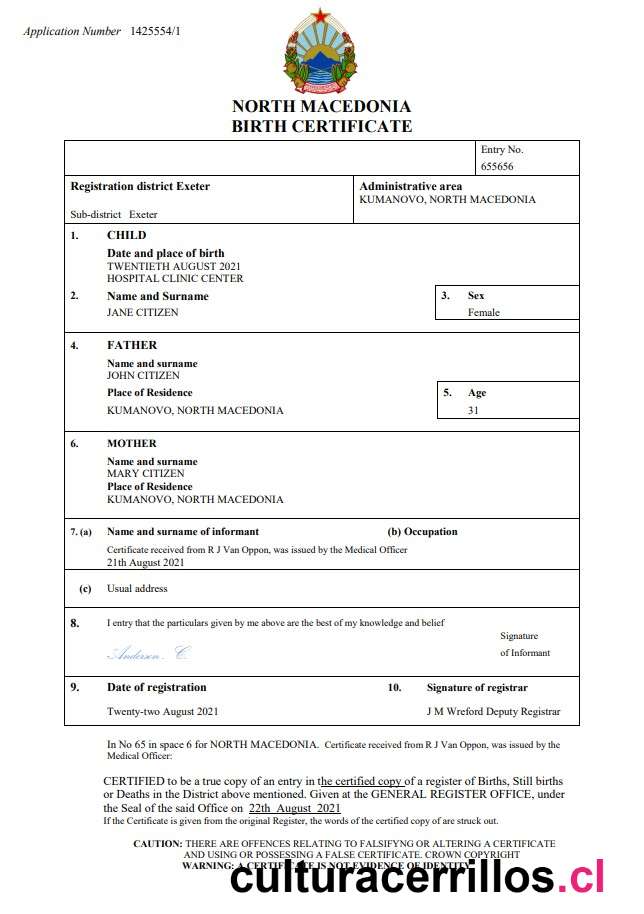 Application Number 1425554/1
NORTH MACEDONIA
BIRTH CERTIFICATE
Entry No.
655656
Registration district Exeter
Administrative area
KUMANOVO, NORTH MACEDONIA
Sub-district Exeter
1. CHILD
Date and place of birth
TWENTIETH AUGUST 2021
HOSPITAL CLINIC CENTER
2. Name and Surname
3. Sex
JANE CITIZEN
Female
4. FATHER
Name and surname
JOHN CITIZEN
Place of Residence
5. Age
KUMANOVO, NORTH MACEDONIA
31
6. MOTHER
Name and surname
MARY CITIZEN
Place of Residence
KUMANOVO, NORTH MACEDONIA
7. (a) Name and surname of informant (b) Occupation
Certificate received from R J Van Oppon, was issued by the Medical Officer
21th August 2021
(c) Usual address
8. I entry that the particulars given by me above are the best of my knowledge and belief
Signature
Anderson. C.
of Informant
9. Date of registration 10. Signature of registrar
Twenty-two August 2021 J M Wreford Deputy Registrar
In No 65 in space 6 for NORTH MACEDONIA. Certificate received from R J Van Oppon, was issued by the
Medical Officer:
CERTIFIED to be a true copy of an entry in the certified copy of a register of Births, Still births
or Deaths in the District above mentioned. Given at the GENERAL REGISTER OFFICE, under
the Seal of the said Office on 22th August 2021
If the Certificate is given from the original Register, the words of the certified copy of are struck out.
CAUTION: THERE ARE OFFENCES RELATING TO FALSIFYNG OR ALTERING A CERTIFICATE
AND USING OR POSSESSING A FALSE CERTIFICATE. CROWN COPYRIGHT
WARNING: A CERTIFICATE IS NOT EVIDENCE OF IDENTITY.
culturacerrillos.cl